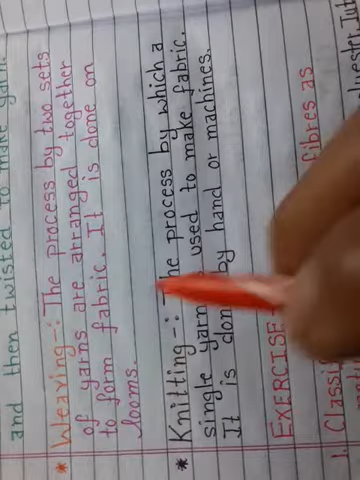 and then twisted to make yarn.
* Weaving-: The process by two sets
of yarns are arranged together
to form fabric. It is done on
looms.
* Knitting-: The process by which a
single yarn used to make fabric.
It is done by hand or machines.
EXERCISE
1. Classify fibres as